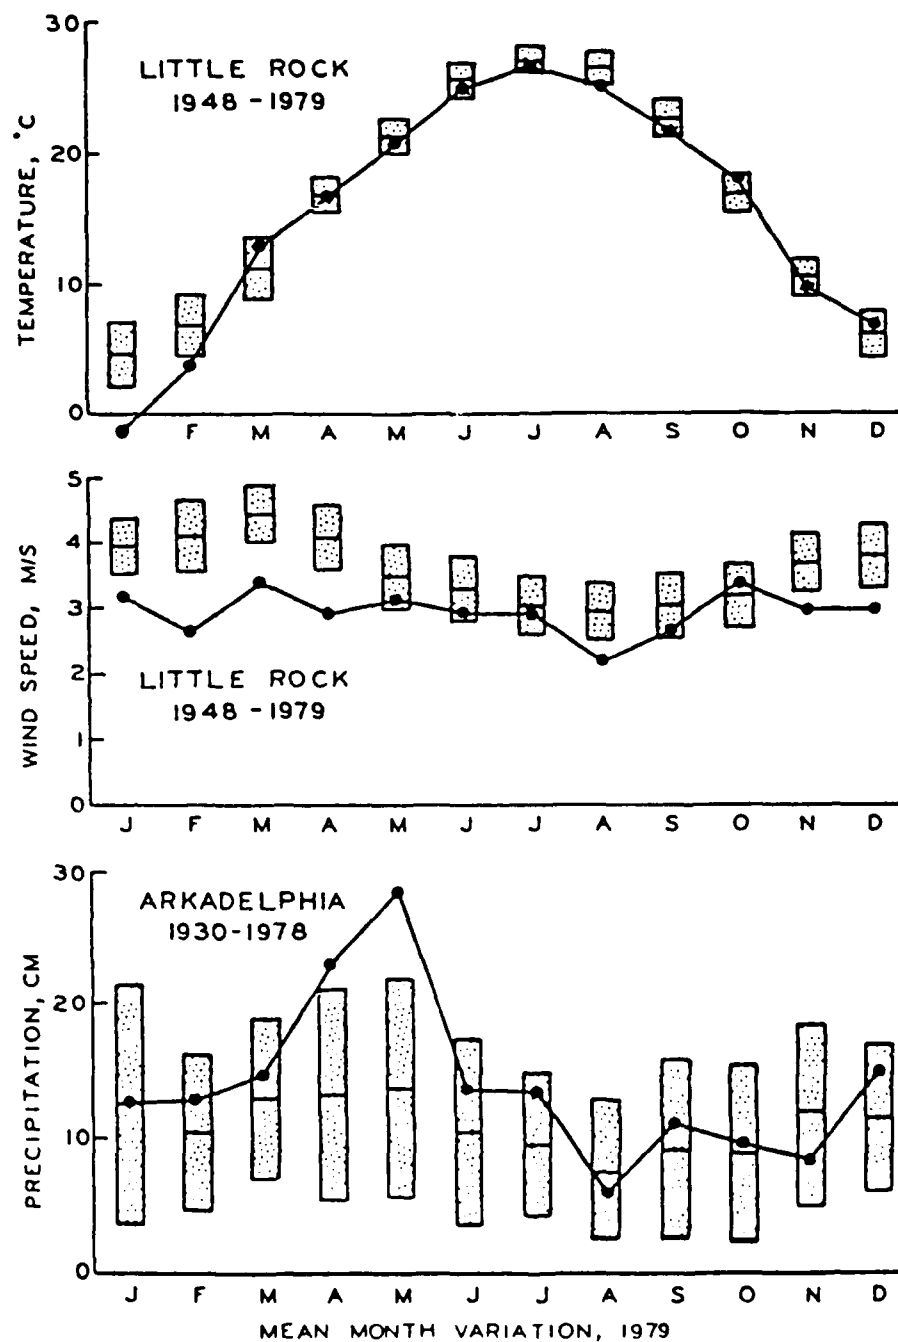 30
20
10
0
TEMPERATURE, °C
LITTLE ROCK
1948 - 1979
F M A M J J A S O N D
5
4
3
2
1
0
WIND SPEED, M/S
LITTLE ROCK
1948 - 1979
J F M A M J J A S O N D
30
20
10
0
PRECIPITATION, CM
ARKADELPHIA
1930-1978
J F M A M J J A S O N D
MEAN MONTH VARIATION, 1979